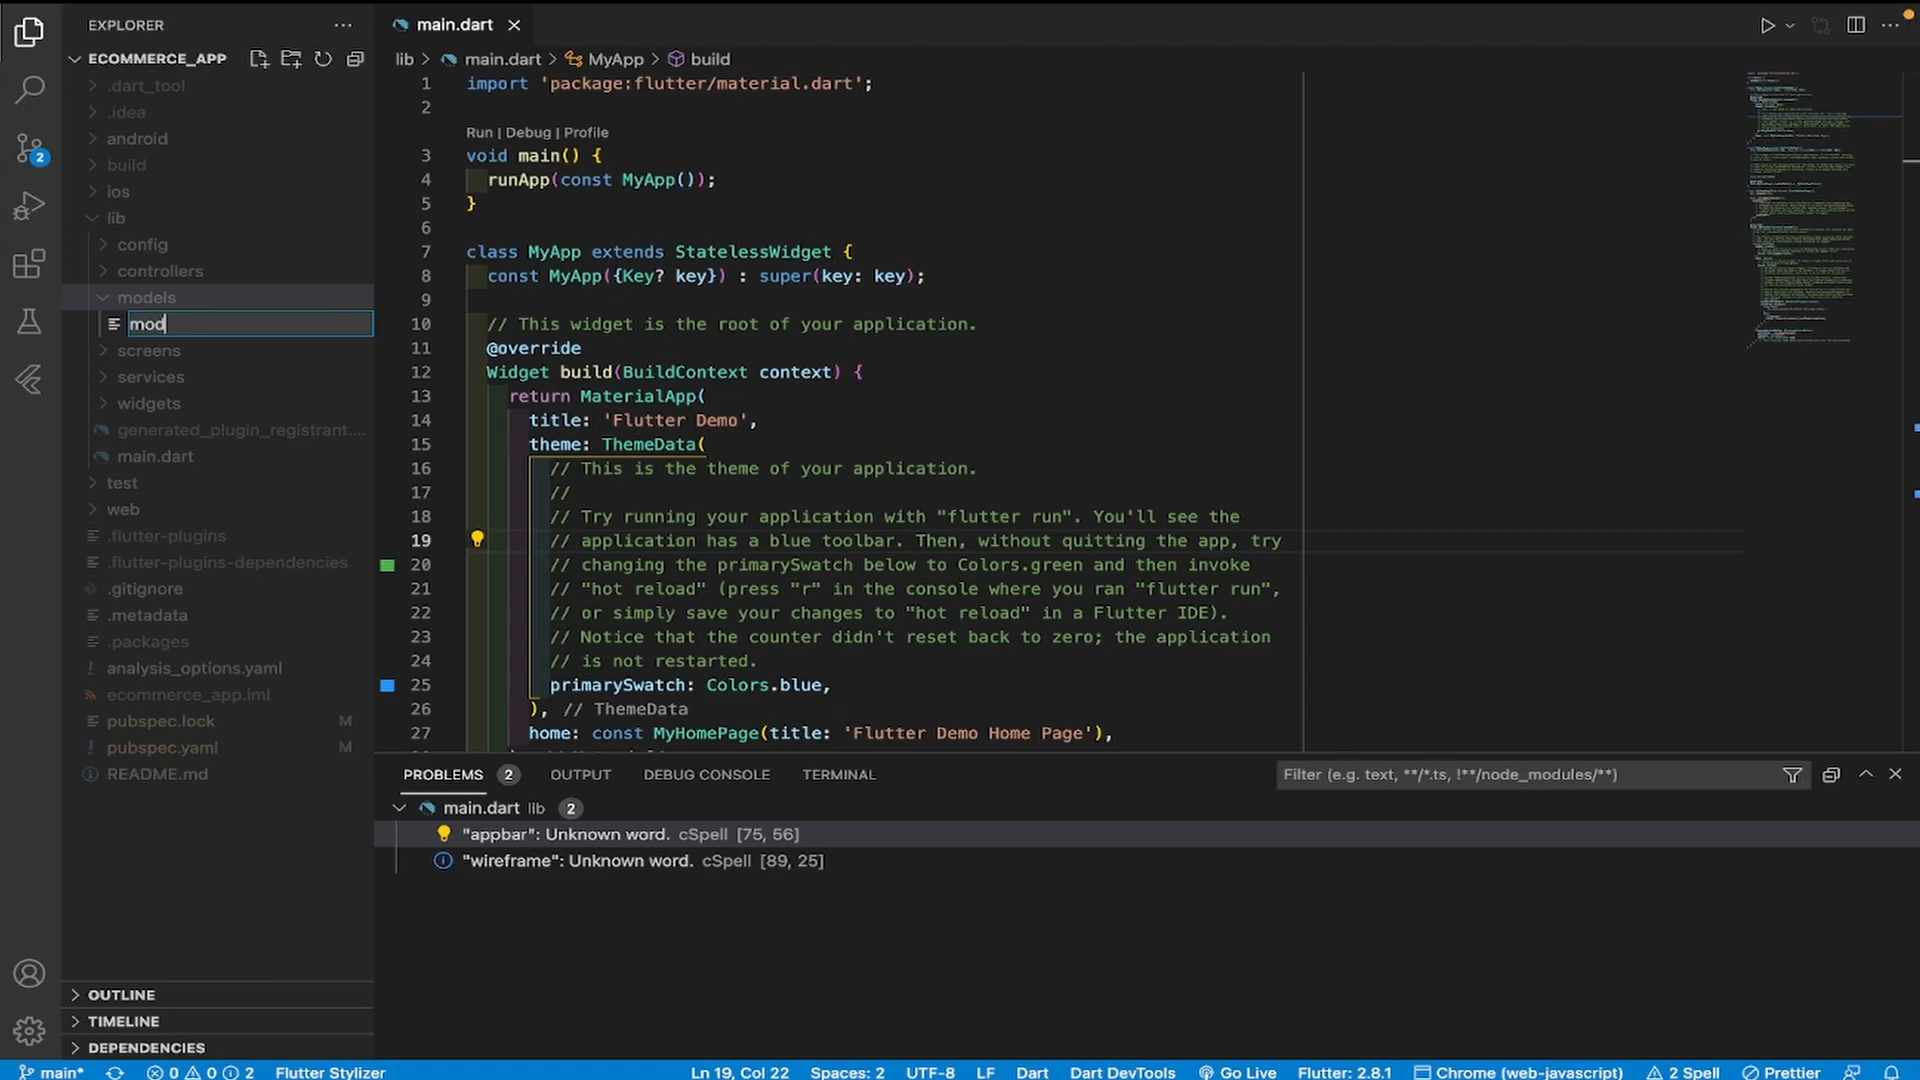 EXPLORER
ECOMMERCE_APP
.dart_tool
.idea
android
build
ios
lib
config
controllers
models
mod
screens
services
widgets
generated_plugin_registrant....
main.dart
test
web
.flutter-plugins
.flutter-plugins-dependencies
.gitignore
.metadata
.packages
analysis_options.yaml
ecommerce_app.iml
pubspec.lock M
pubspec.yaml M
README.md
OUTLINE
TIMELINE
DEPENDENCIES
2
main.dart
lib > main.dart > MyApp > build
1 import 'package:flutter/material.dart';
2
Run | Debug | Profile
3 void main() {
4 runApp(const MyApp());
5 }
6
7 class MyApp extends StatelessWidget {
8 const MyApp({Key? key}) : super(key: key);
9
10 // This widget is the root of your application.
11 @override
12 Widget build(BuildContext context) {
13 return MaterialApp(
14 title: 'Flutter Demo',
15 theme: ThemeData(
16 // This is the theme of your application.
17 //
18 // Try running your application with "flutter run". You'll see the
19 // application has a blue toolbar. Then, without quitting the app, try
20 // changing the primarySwatch below to Colors.green and then invoke
21 // "hot reload" (press "r" in the console where you ran "flutter run",
22 // or simply save your changes to "hot reload" in a Flutter IDE).
23 // Notice that the counter didn't reset back to zero; the application
24 // is not restarted.
25 primarySwatch: Colors.blue,
26 ), // ThemeData
27 home: const MyHomePage(title: 'Flutter Demo Home Page'),
PROBLEMS 2 OUTPUT DEBUG CONSOLE TERMINAL Filter (e.g. text, **/*.ts, !**/node_modules/**)
main.dart lib 2
"appbar": Unknown word. cSpell [75, 56]
"wireframe": Unknown word. cSpell [89, 25]
main* 0 0 2 Flutter Stylizer Ln 19, Col 22 Spaces: 2 UTF-8 LF Dart Dart DevTools Go Live Flutter: 2.8.1 Chrome (web-javascript) 2 Spell Prettier